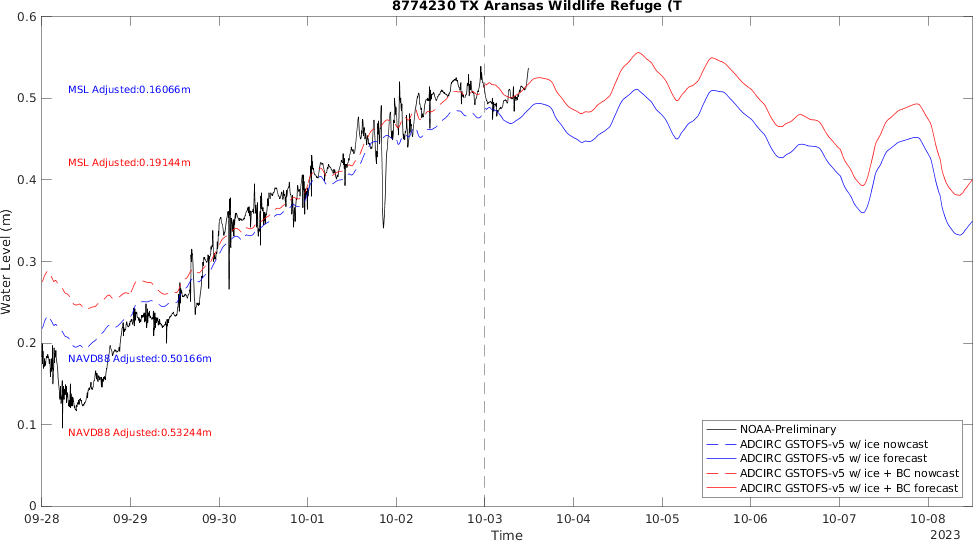 8774230 TX Aransas Wildlife Refuge (T
0.6
0.5
0.4
0.3
0.2
0.1
0
Water Level (m)
MSL Adjusted:0.16066m
MSL Adjusted:0.19144m
NAVD88 Adjusted:0.50166m
NAVD88 Adjusted:0.53244m
NOAA-Preliminary
ADCIRC GSTOFS-v5 w/ ice nowcast
ADCIRC GSTOFS-v5 w/ ice forecast
ADCIRC GSTOFS-v5 w/ ice + BC nowcast
ADCIRC GSTOFS-v5 w/ ice + BC forecast
09-28 09-29 09-30 10-01 10-02 10-03 10-04 10-05 10-06 10-07 10-08
Time
2023